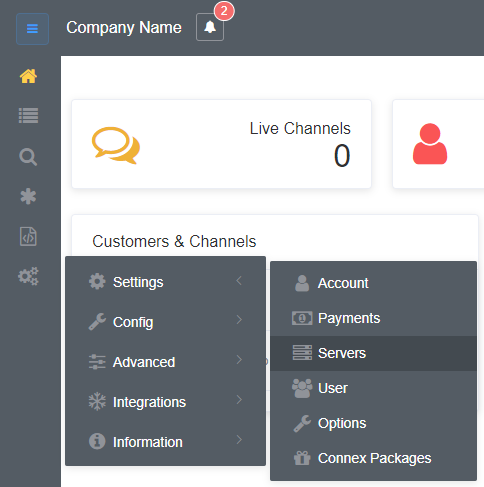 Company Name
2
Live Channels
0
Customers & Channels
Settings
Config
Advanced
Integrations
Information
Account
Payments
Servers
User
Options
Connex Packages